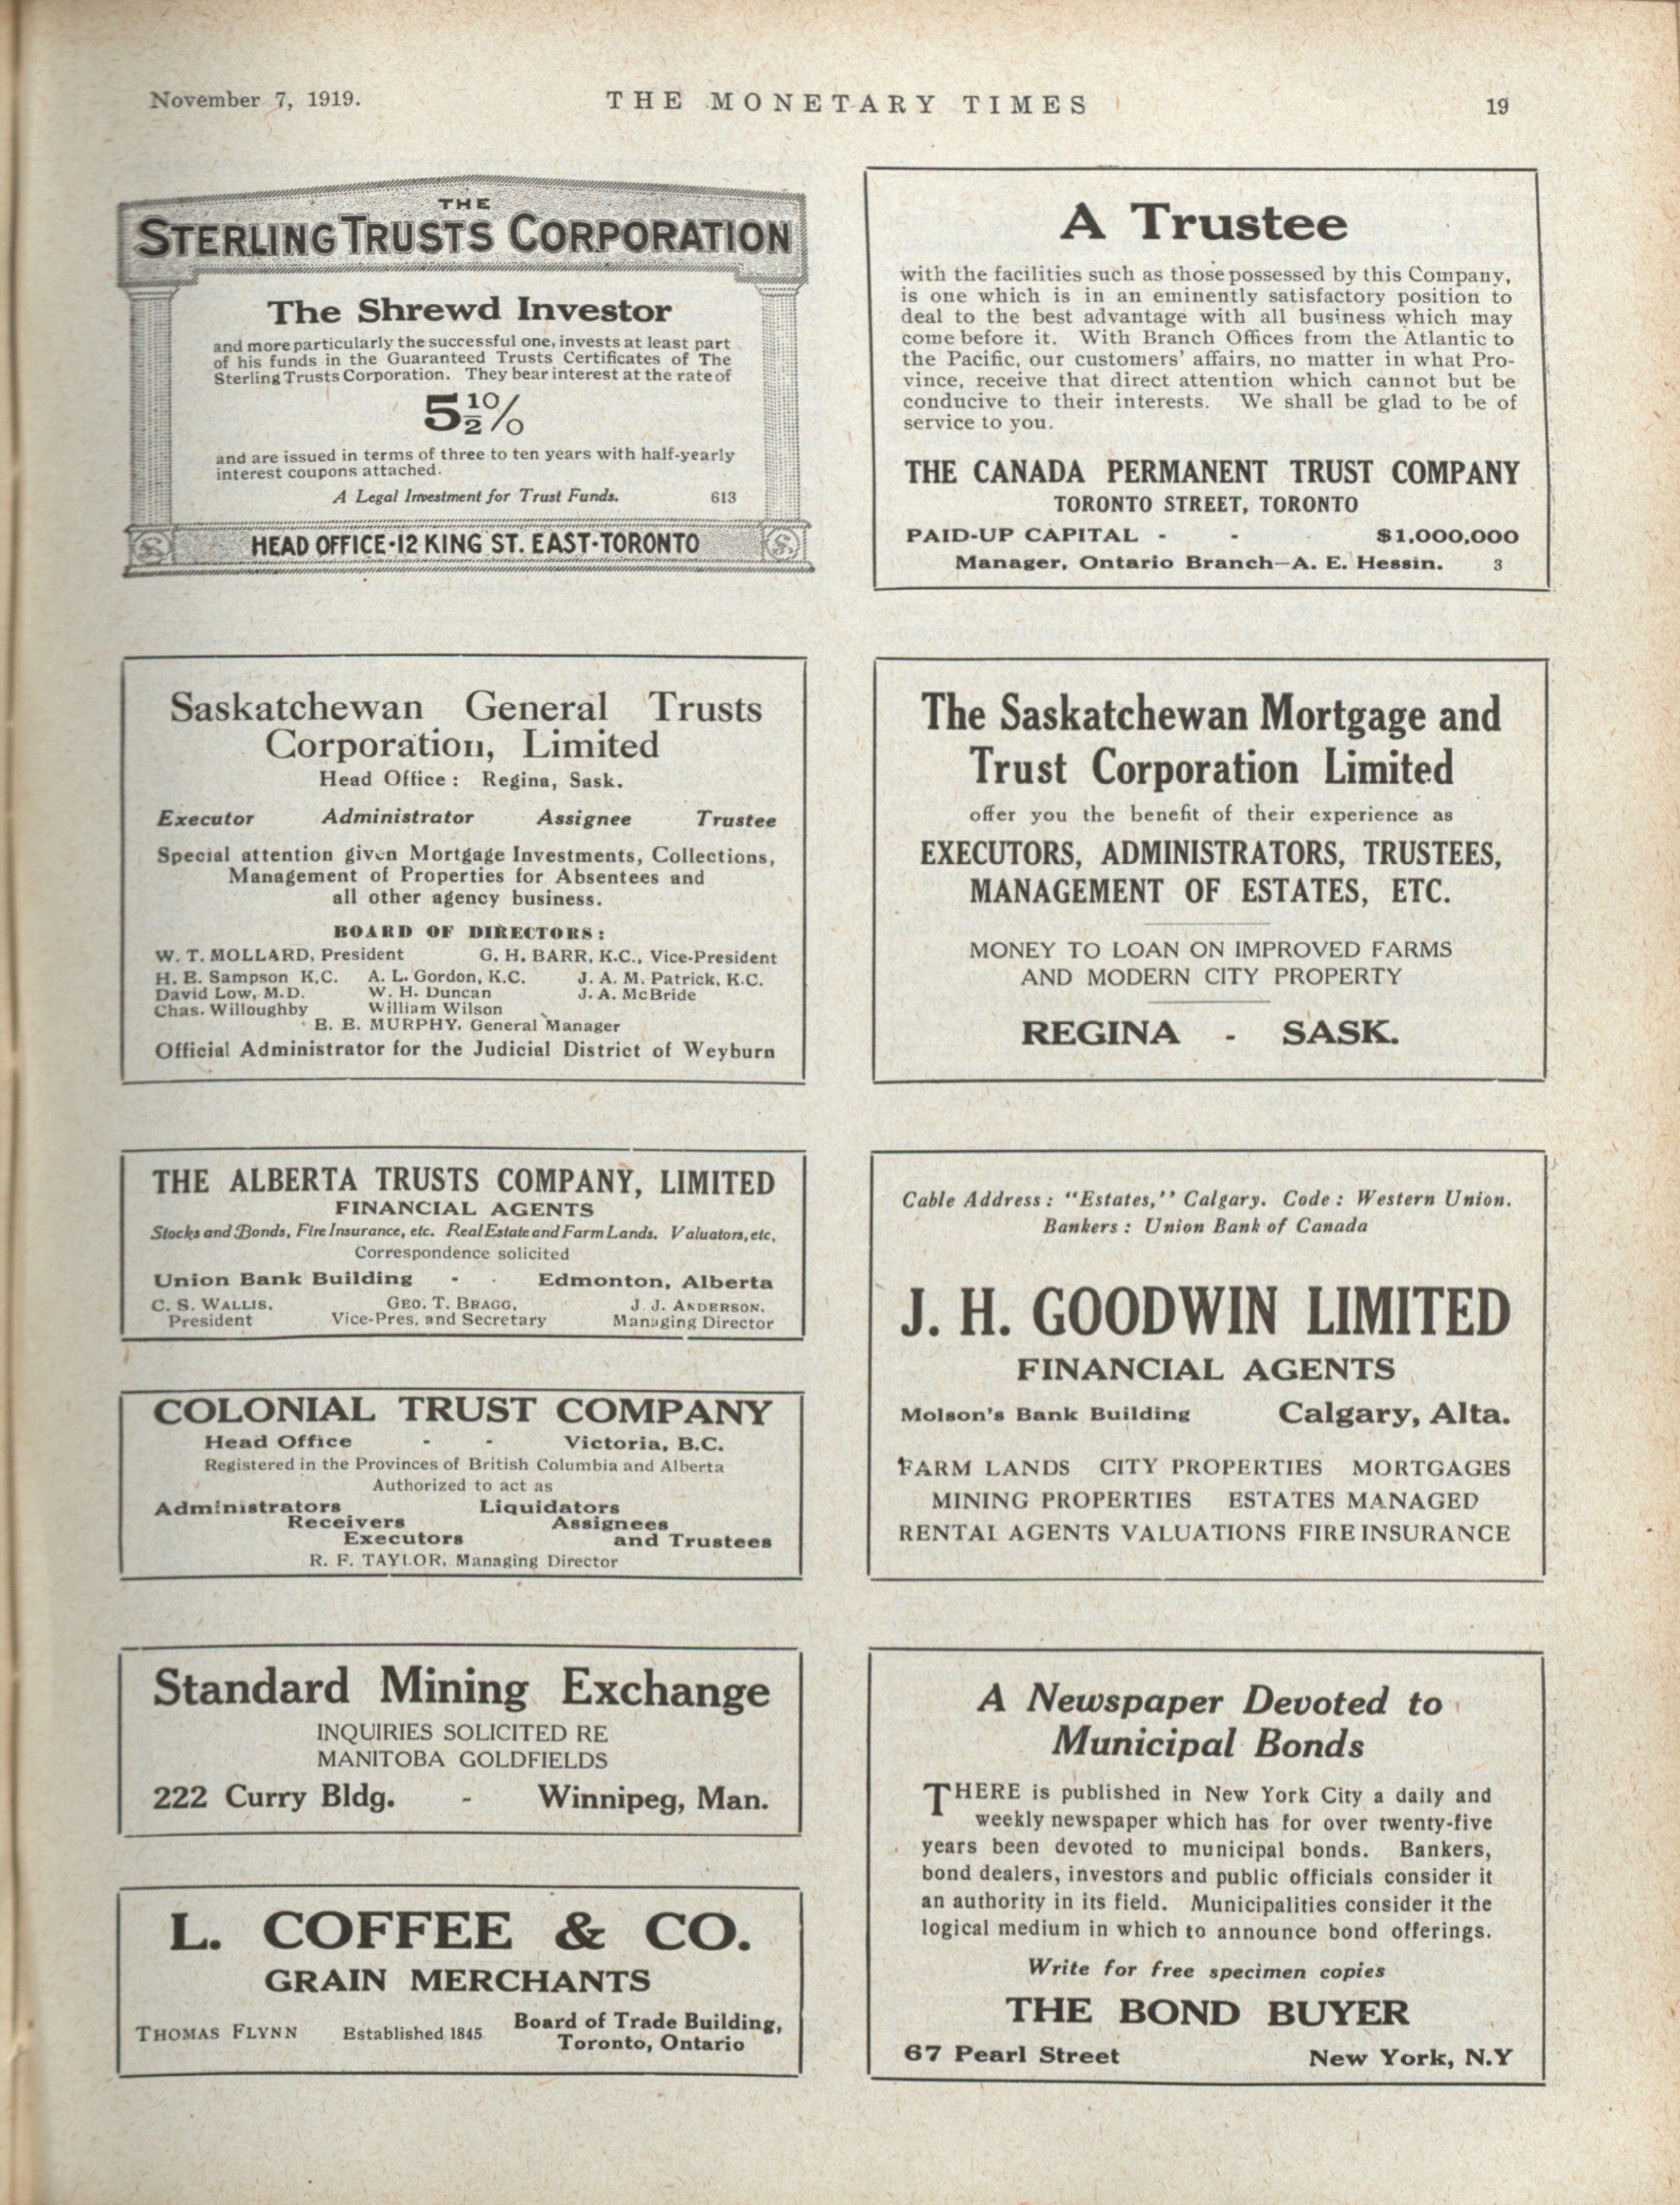 November 7, 1919.
THE MONETARY TIMES
19
THE
STERLING TRUSTS CORPORATION
The Shrewd Investor
and more particularly the successful one, invests at least part
of his funds in the Guaranteed Trusts Certificates of The
Sterling Trusts Corporation. They bear interest at the rate of
5½%
and are issued in terms of three to ten years with half-yearly
interest coupons attached.
A Legal Investment for Trust Funds. 613
HEAD OFFICE-12 KING ST. EAST-TORONTO
A Trustee
with the facilities such as those possessed by this Company,
is one which is in an eminently satisfactory position to
deal to the best advantage with all business which may
come before it. With Branch Offices from the Atlantic to
the Pacific, our customers' affairs, no matter in what Pro-
vince, receive that direct attention which cannot but be
conducive to their interests. We shall be glad to be of
service to you.
THE CANADA PERMANENT TRUST COMPANY
TORONTO STREET, TORONTO
PAID-UP CAPITAL - - $1,000,000
Manager, Ontario Branch—A. E. Hessin. 3
Saskatchewan General Trusts
Corporation, Limited
Head Office : Regina, Sask.
Executor Administrator Assignee Trustee
Special attention given Mortgage Investments, Collections,
Management of Properties for Absentees and
all other agency business.
BOARD OF DIRECTORS:
W. T. MOLLARD, President G. H. BARR, K.C., Vice-President
H. E. Sampson K.C. A. L. Gordon, K.C. J. A. M. Patrick, K.C.
David Low, M.D. W. H. Duncan J. A. McBride
Chas. Willoughby William Wilson
E. E. MURPHY, General Manager
Official Administrator for the Judicial District of Weyburn
The Saskatchewan Mortgage and
Trust Corporation Limited
offer you the benefit of their experience as
EXECUTORS, ADMINISTRATORS, TRUSTEES,
MANAGEMENT OF ESTATES, ETC.
MONEY TO LOAN ON IMPROVED FARMS
AND MODERN CITY PROPERTY
REGINA - SASK.
THE ALBERTA TRUSTS COMPANY, LIMITED
FINANCIAL AGENTS
Stocks and Bonds, Fire Insurance, etc. Real Estate and Farm Lands. Valuators, etc,
Correspondence solicited
Union Bank Building - - Edmonton, Alberta
C. S. WALLIS, GEO. T. BRAGG, J. J. ANDERSON,
President Vice-Pres. and Secretary Managing Director
COLONIAL TRUST COMPANY
Head Office - - Victoria, B.C.
Registered in the Provinces of British Columbia and Alberta
Authorized to act as
Administrators Liquidators
Receivers Assignees
Executors and Trustees
R. F. TAYLOR, Managing Director
Cable Address : "Estates," Calgary. Code : Western Union.
Bankers : Union Bank of Canada
J. H. GOODWIN LIMITED
FINANCIAL AGENTS
Molson's Bank Building Calgary, Alta.
FARM LANDS CITY PROPERTIES MORTGAGES
MINING PROPERTIES ESTATES MANAGED
RENTAL AGENTS VALUATIONS FIRE INSURANCE
Standard Mining Exchange
INQUIRIES SOLICITED RE
MANITOBA GOLDFIELDS
222 Curry Bldg. - Winnipeg, Man.
L. COFFEE & CO.
GRAIN MERCHANTS
THOMAS FLYNN Established 1845 Board of Trade Building,
Toronto, Ontario
A Newspaper Devoted to
Municipal Bonds
THERE is published in New York City a daily and
weekly newspaper which has for over twenty-five
years been devoted to municipal bonds. Bankers,
bond dealers, investors and public officials consider it
an authority in its field. Municipalities consider it the
logical medium in which to announce bond offerings.
Write for free specimen copies
THE BOND BUYER
67 Pearl Street New York, N.Y